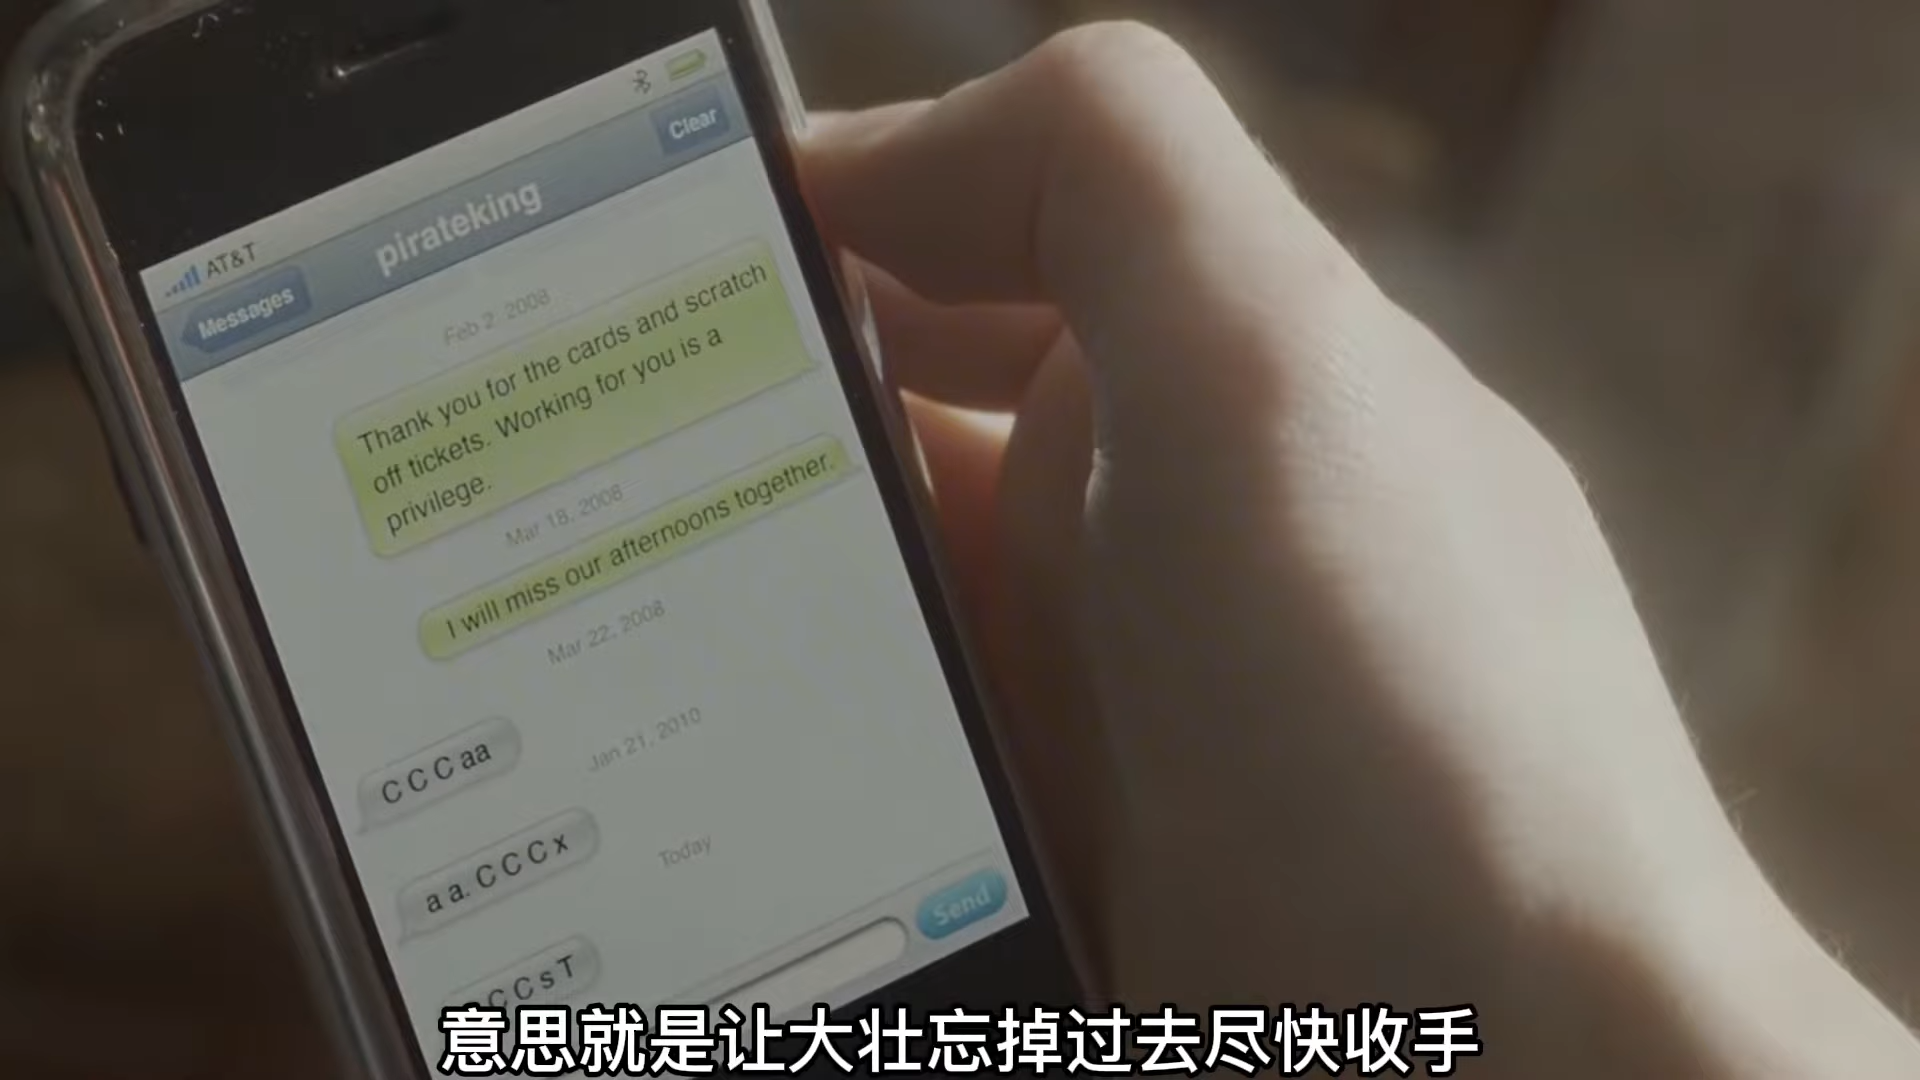 AT&T
Messages
pirateking
Clear
Feb 2, 2008
Thank you for the cards and scratch
off tickets. Working for you is a
privilege.
Mar 18, 2008
I will miss our afternoons together.
Mar 22, 2008
C C C aa
Jan 21, 2010
a a. C C C x
Today
C C s T
Send
意思就是让大壮忘掉过去尽快收手